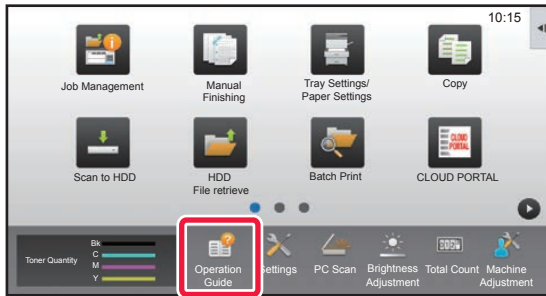 10:15
Job Management
Manual
Finishing
Tray Settings/
Paper Settings
Copy
CLOUD
PORTAL
Scan to HDD
HDD
File retrieve
Batch Print
CLOUD PORTAL
Toner Quantity
Bk
C
M
Y
Operation
Guide
Settings
PC Scan
Brightness
Adjustment
Total Count
Machine
Adjustment